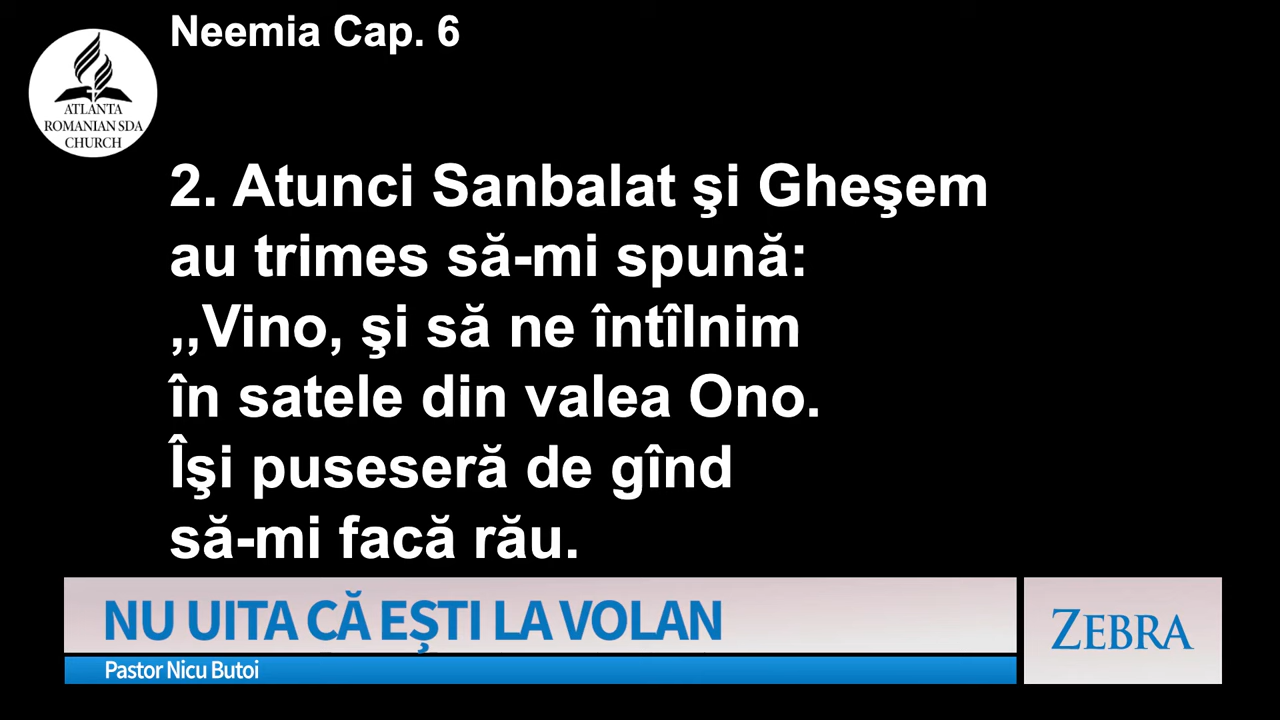 Neemia Cap. 6
ATLANTA
ROMANIAN SDA
CHURCH
2. Atunci Sanbalat şi Gheşem
au trimes să-mi spună:
,,Vino, şi să ne întîlnim
în satele din valea Ono.
Îşi puseseră de gînd
să-mi facă rău.
NU UITA CĂ EȘTI LA VOLAN
Pastor Nicu Butoi
ZEBRA